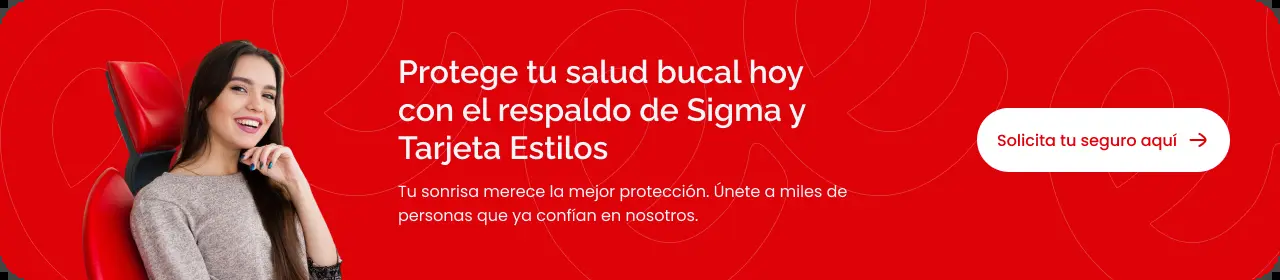 Protege tu salud bucal hoy
con el respaldo de Sigma y
Tarjeta Estilos
Tu sonrisa merece la mejor protección. Únete a miles de
personas que ya confían en nosotros.
Solicita tu seguro aquí →